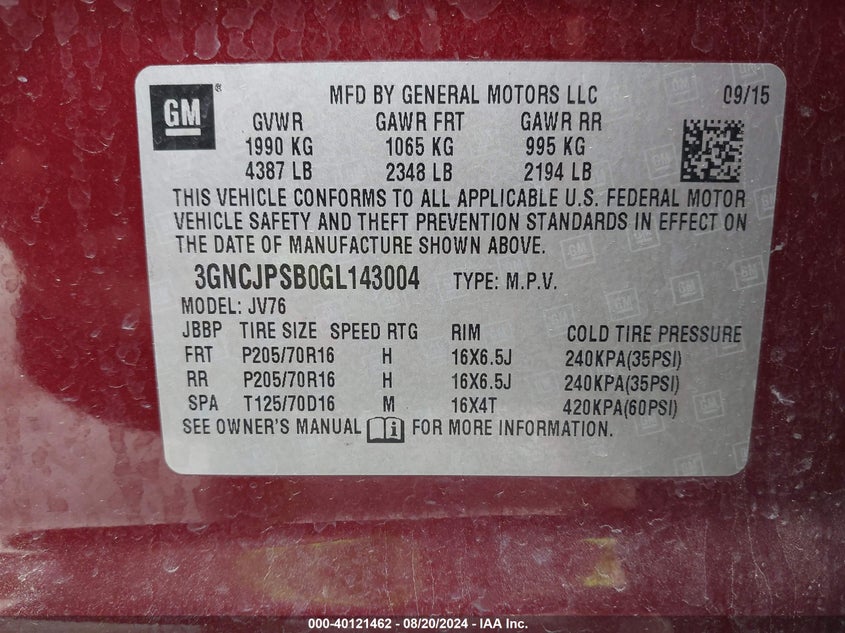 GM ® MFD BY GENERAL MOTORS LLC 09/15
GVWR GAWR FRT GAWR RR
1990 KG 1065 KG 995 KG
4387 LB 2348 LB 2194 LB
THIS VEHICLE CONFORMS TO ALL APPLICABLE U.S. FEDERAL MOTOR
VEHICLE SAFETY AND THEFT PREVENTION STANDARDS IN EFFECT ON
THE DATE OF MANUFACTURE SHOWN ABOVE.
3GNCJPSB0GL143004 TYPE: M.P.V.
MODEL: JV76
JBBP TIRE SIZE SPEED RTG RIM COLD TIRE PRESSURE
FRT P205/70R16 H 16X6.5J 240KPA(35PSI)
RR P205/70R16 H 16X6.5J 240KPA(35PSI)
SPA T125/70D16 M 16X4T 420KPA(60PSI)
SEE OWNER'S MANUAL FOR MORE INFORMATION.
000-40121462 - 08/20/2024 - IAA Inc.